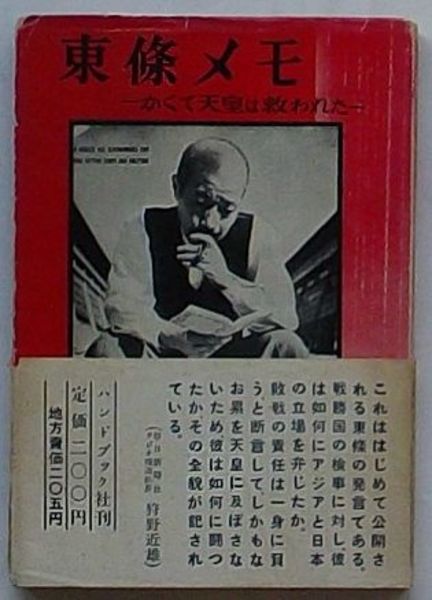 東條メモ
―かくて天皇は救われた―
これははじめて公開さ
れる東條の発言である。
戦勝国の検事に対し、彼
は如何にアジアと日本
の立場を弁じたか。
敗戦の責任は一身に負
うと断言してしかもな
お累を天皇に及ぼさな
いため彼は如何に闘つ
たかその全貌が記され
ている。
狩野近雄
ハンドブック社刊
定価二〇〇円
地方賣価二〇五円